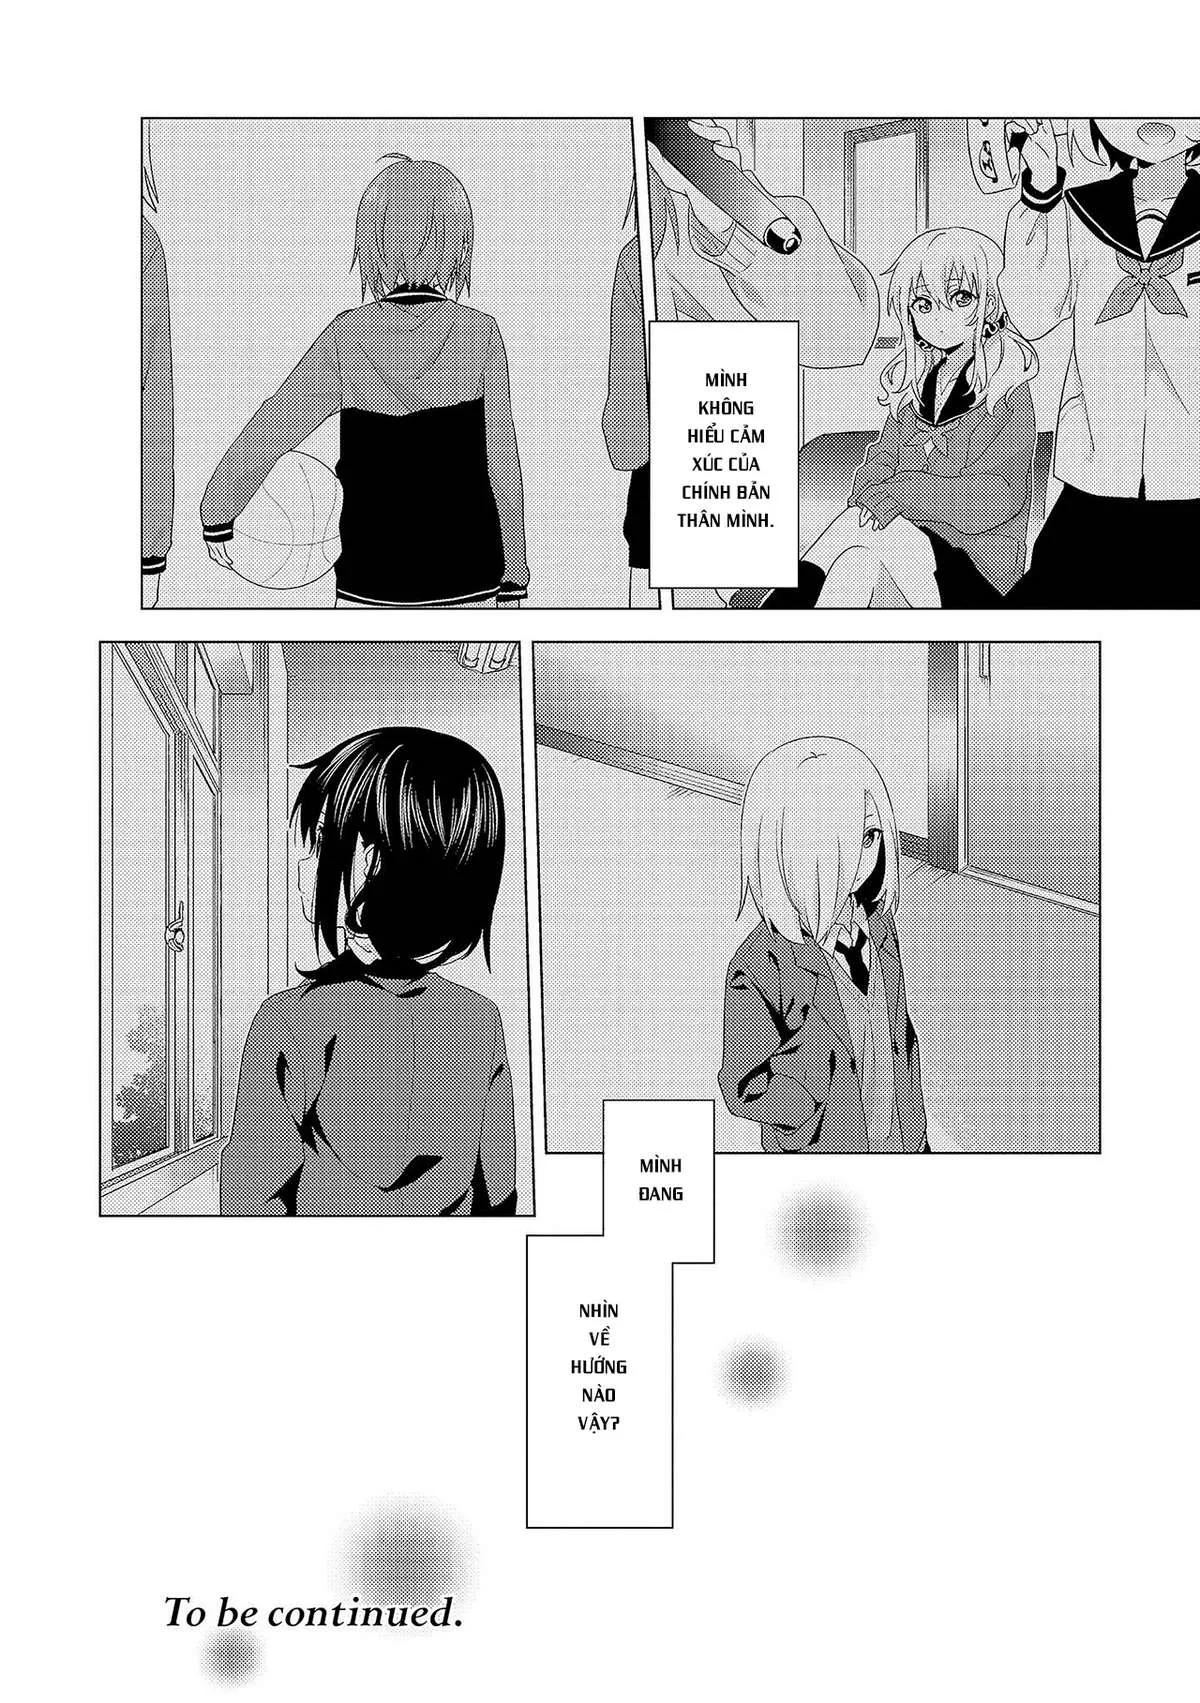 MÌNH
KHÔNG
HIỂU CẢM
XÚC CỦA
CHÍNH BẢN
THÂN MÌNH.
MÌNH
ĐANG
NHÌN
VỀ
HƯỚNG
NÀO
VẬY?
To be continued.